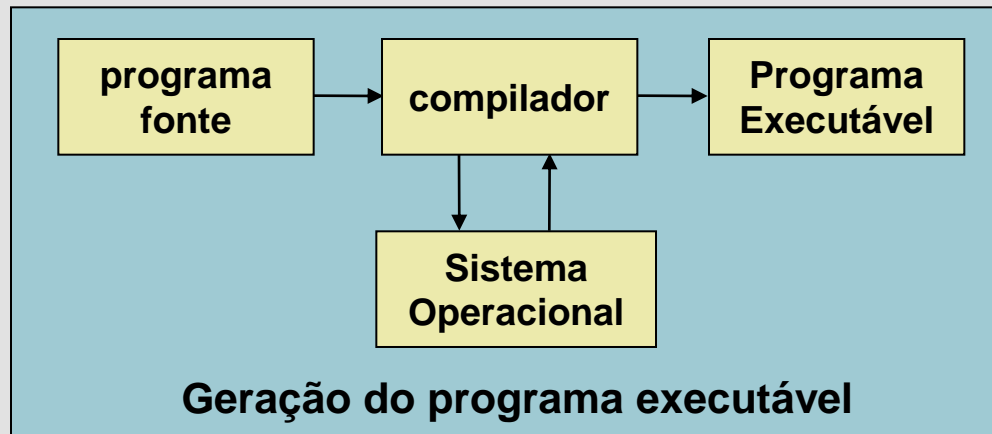 programa
fonte
compilador
Programa
Executável
Sistema
Operacional
Geração do programa executável